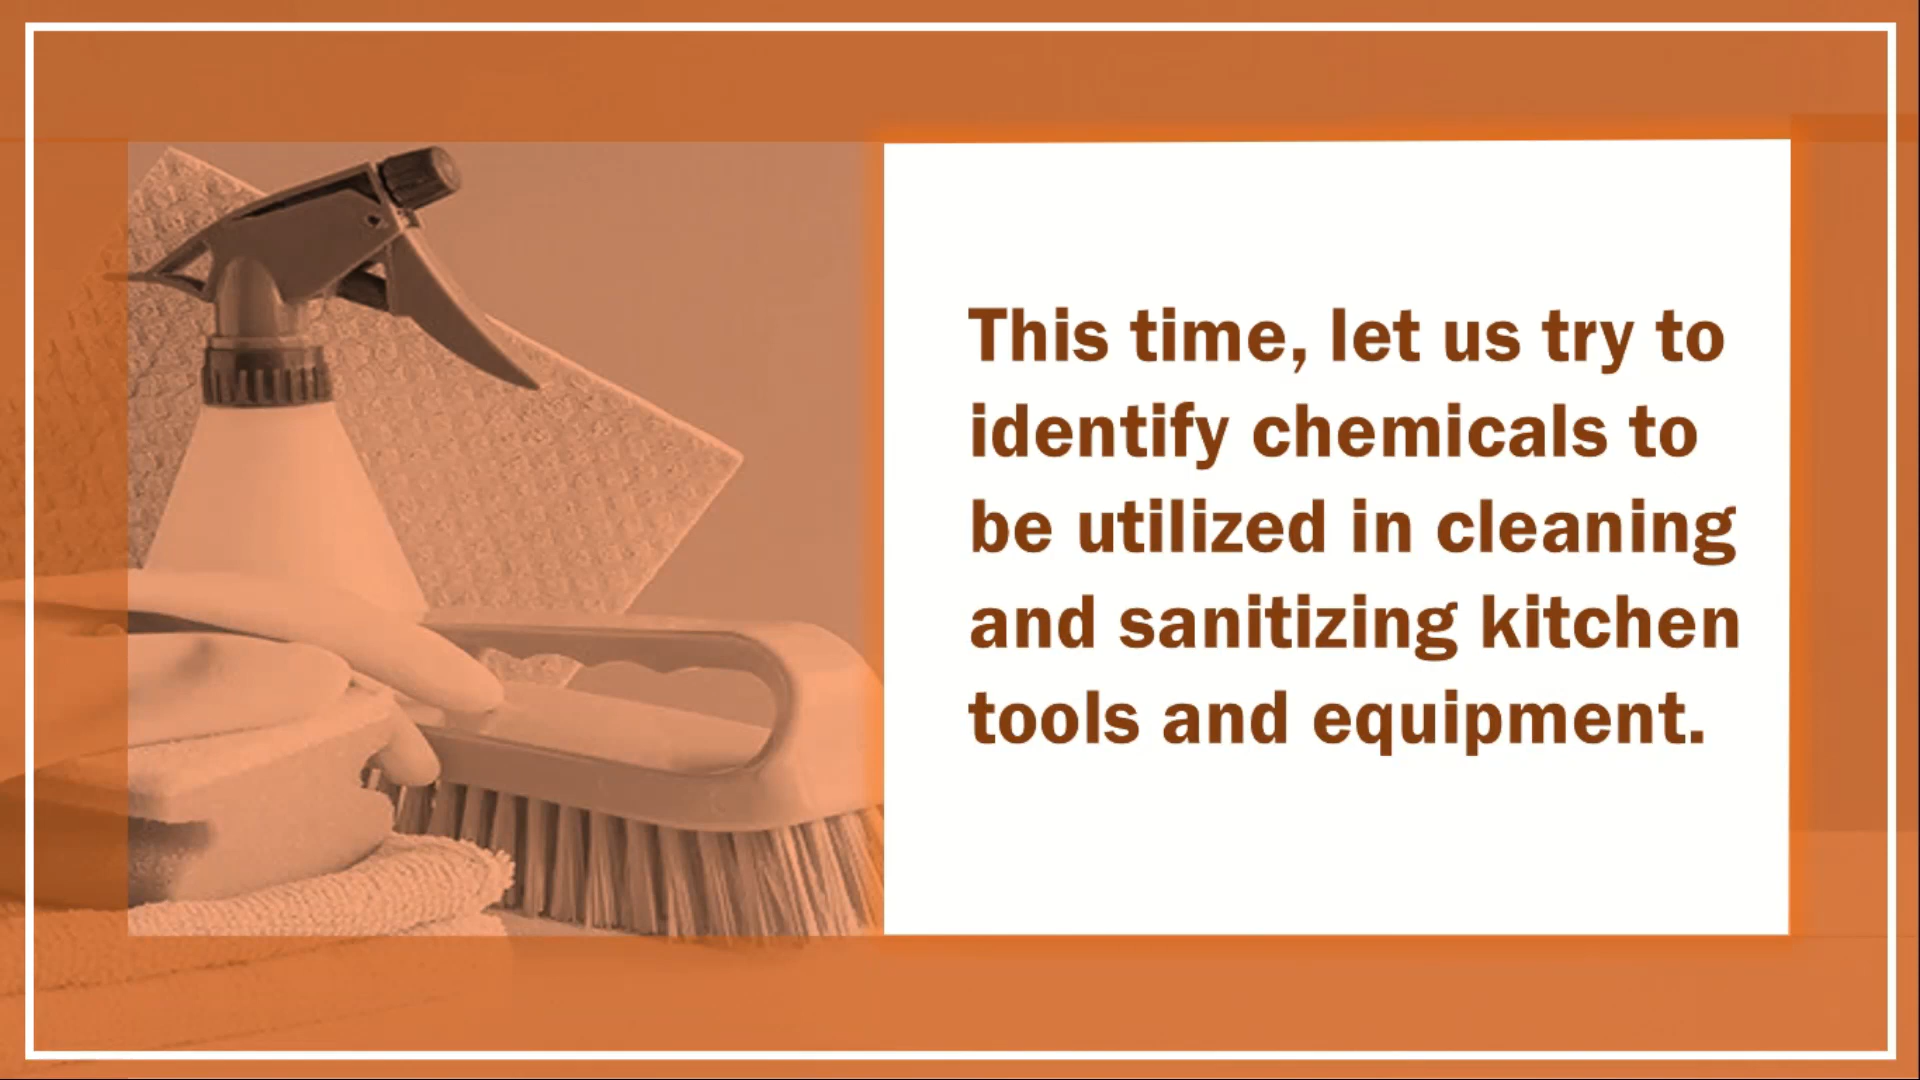 This time, let us try to
identify chemicals to
be utilized in cleaning
and sanitizing kitchen
tools and equipment.